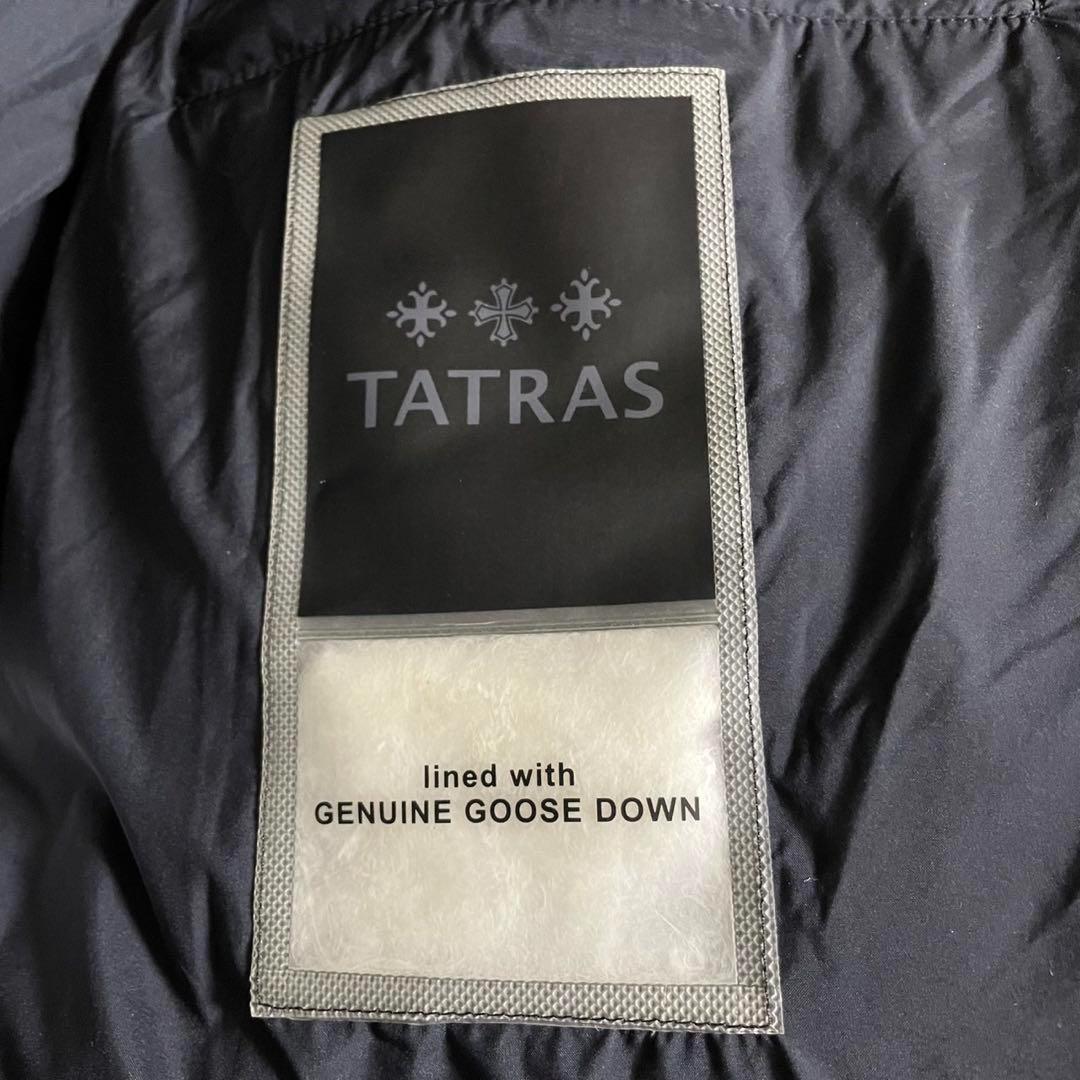 TATRAS
lined with
GENUINE GOOSE DOWN